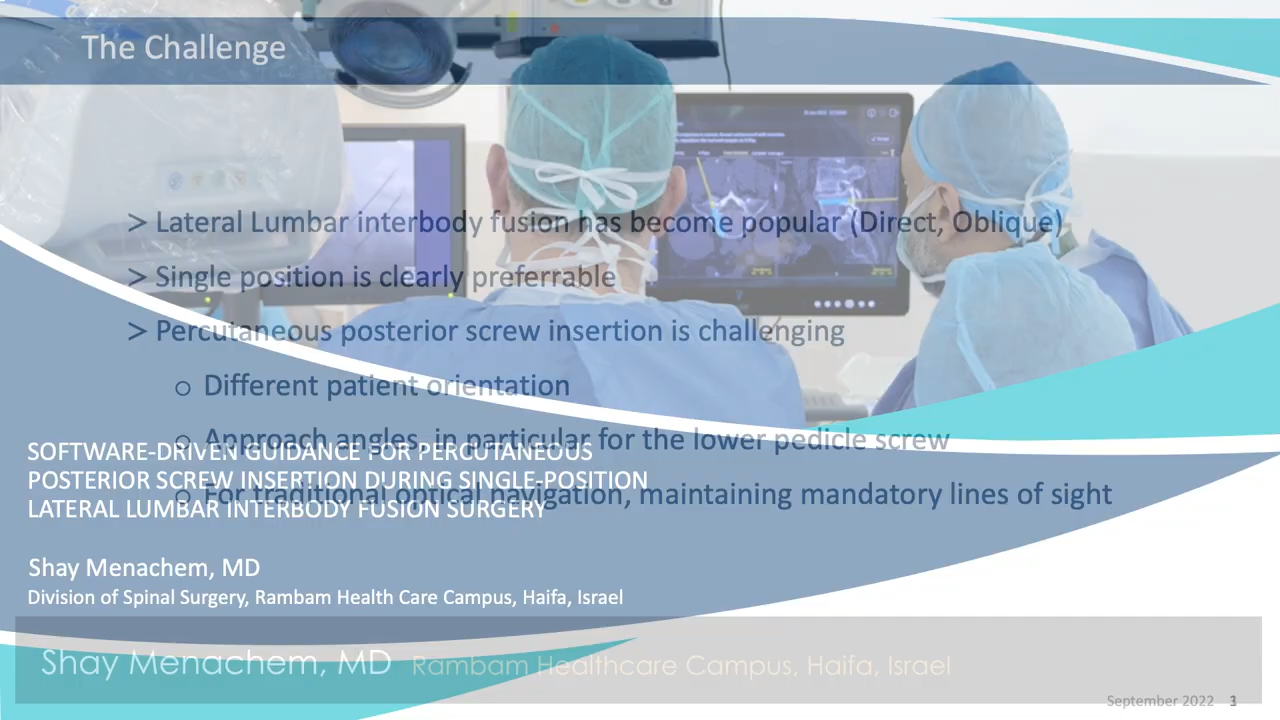 The Challenge
> Lateral Lumbar interbody fusion has become popular (Direct, Oblique)
> Single position is clearly preferrable
> Percutaneous posterior screw insertion is challenging
o Different patient orientation
o Approach angles, in particular for the lower pedicle screw
o For traditional optical navigation, maintaining mandatory lines of sight
SOFTWARE-DRIVEN GUIDANCE FOR PERCUTANEOUS
POSTERIOR SCREW INSERTION DURING SINGLE-POSITION
LATERAL LUMBAR INTERBODY FUSION SURGERY
Shay Menachem, MD
Division of Spinal Surgery, Rambam Health Care Campus, Haifa, Israel
Shay Menachem, MD Rambam Healthcare Campus, Haifa, Israel
September 2022